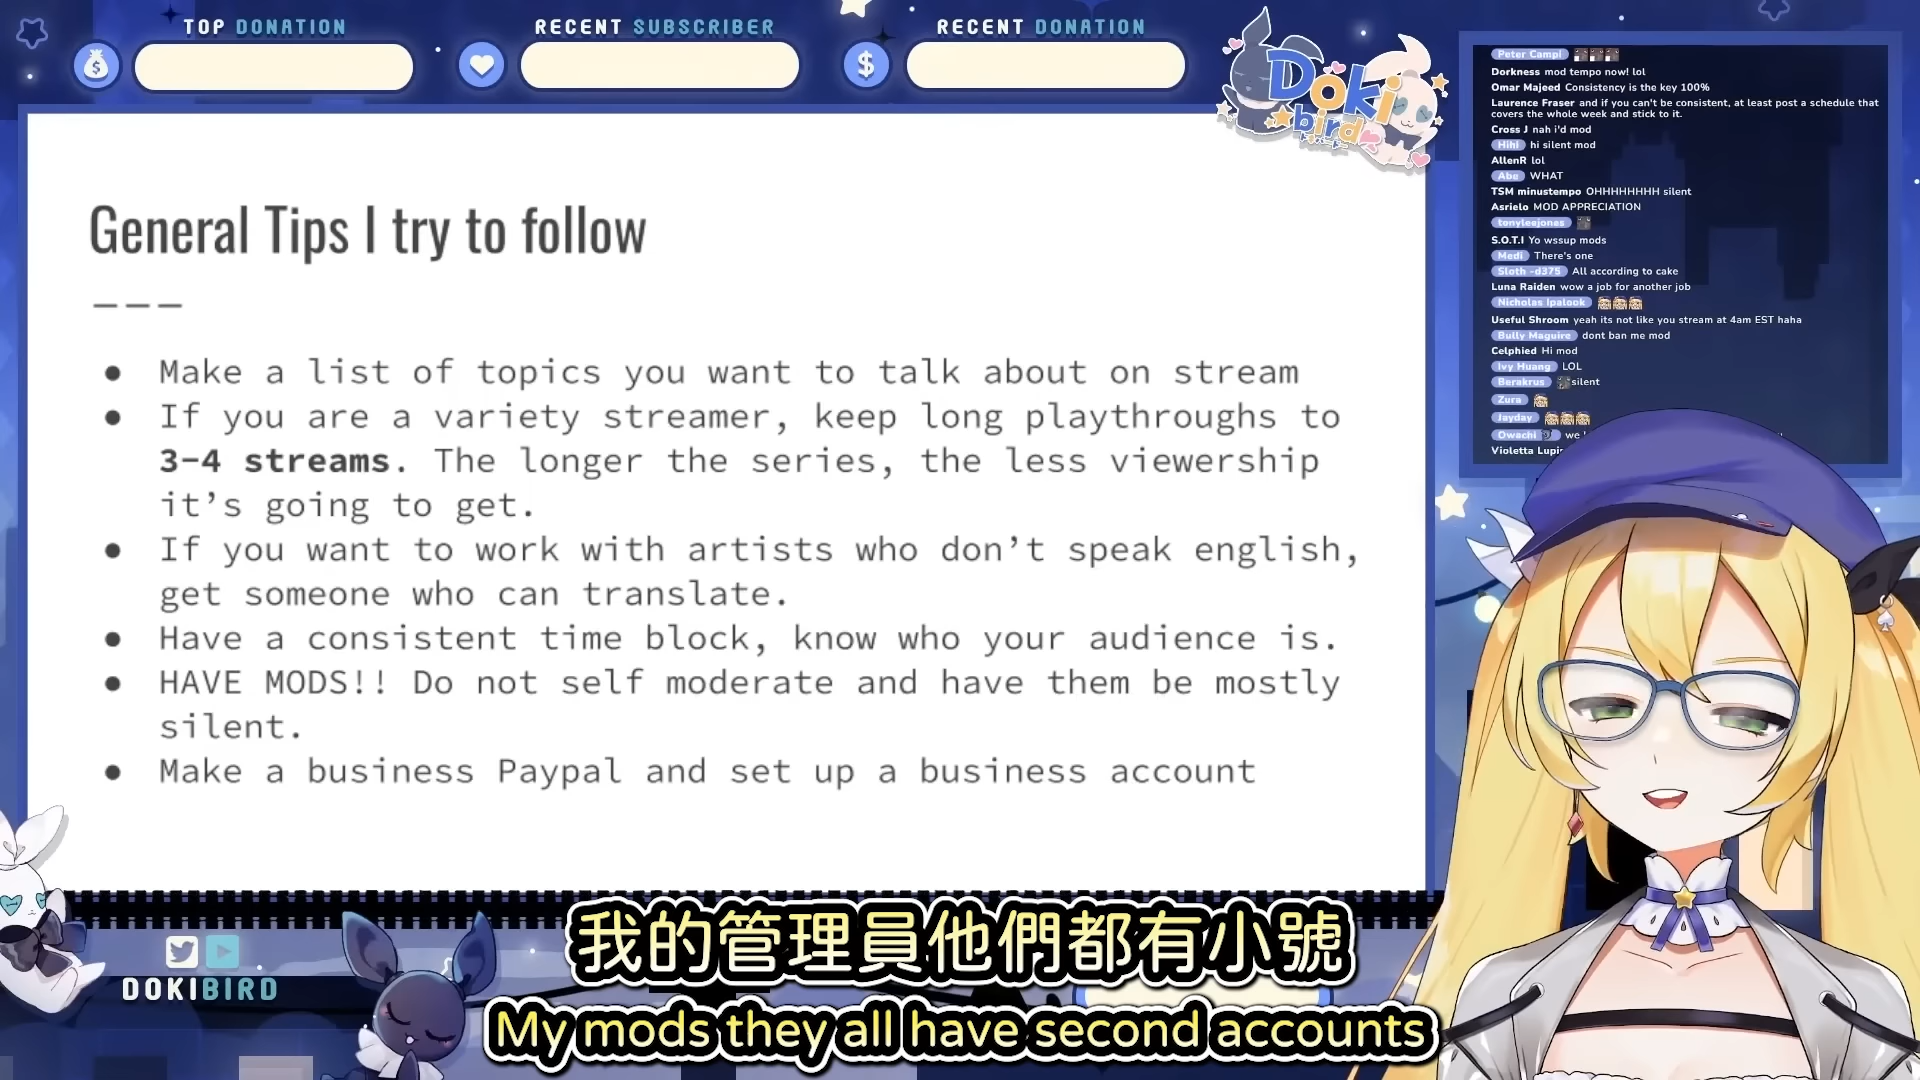 TOP DONATION
RECENT SUBSCRIBER
RECENT DONATION
Doki
bird
General Tips I try to follow
● Make a list of topics you want to talk about on stream
● If you are a variety streamer, keep long playthroughs to
3-4 streams. The longer the series, the less viewership
it’s going to get.
● If you want to work with artists who don’t speak english,
get someone who can translate.
● Have a consistent time block, know who your audience is.
● HAVE MODS!! Do not self moderate and have them be mostly
silent.
● Make a business Paypal and set up a business account
Peter Campi
Dorkness mod tempo now! lol
Omar Majeed Consistency is the key 100%
Laurence Fraser and if you can't be consistent, at least post a schedule that
covers the whole week and stick to it.
Cross J nah i'd mod
Hihi hi silent mod
AllenR lol
Abe WHAT
TSM minustempo OHHHHHHHH silent
Asrielo MOD APPRECIATION
tonyleejonas
S.O.T.I Yo wssup mods
Medi There's one
Sloth -d375 All according to cake
Luna Raiden wow a job for another job
Nicholas Ipalook
Useful Shroom yeah its not like you stream at 4am EST haha
Bully Maguire dont ban me mod
Celphied Hi mod
Ivy Huang LOL
Berakrus silent
Zura
Jayday
Owachi we
Violetta
DOKIBIRD
我的管理員他們都有小號
My mods they all have second accounts